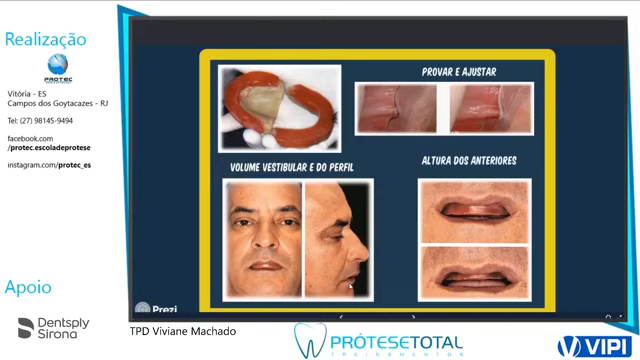 Realização
PROTEC
Vitória - ES
Campos dos Goytacazes - RJ
Tel: (27) 98145-9494
facebook.com
/protec.escoladeprotese
instagram.com/protec_es
Apoio
Dentsply
Sirona
PROVAR E AJUSTAR
VOLUME VESTIBULAR E DO PERFIL
ALTURA DOS ANTERIORES
Prezi
TPD Viviane Machado
PRÓTESETOTAL
TREINAMENTOS
VIPI